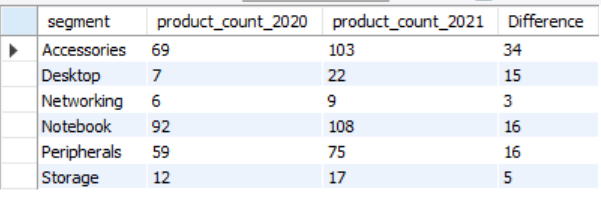 segment product_count_2020 product_count_2021 Difference
Accessories 69 103 34
Desktop 7 22 15
Networking 6 9 3
Notebook 92 108 16
Peripherals 59 75 16
Storage 12 17 5